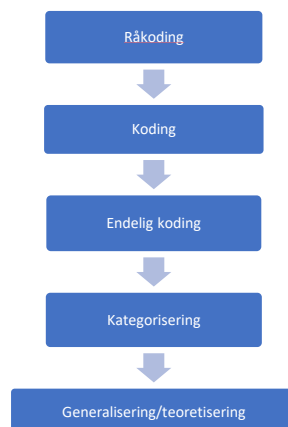 Råkoding
Koding
Endelig koding
Kategorisering
Generalisering/teoretisering